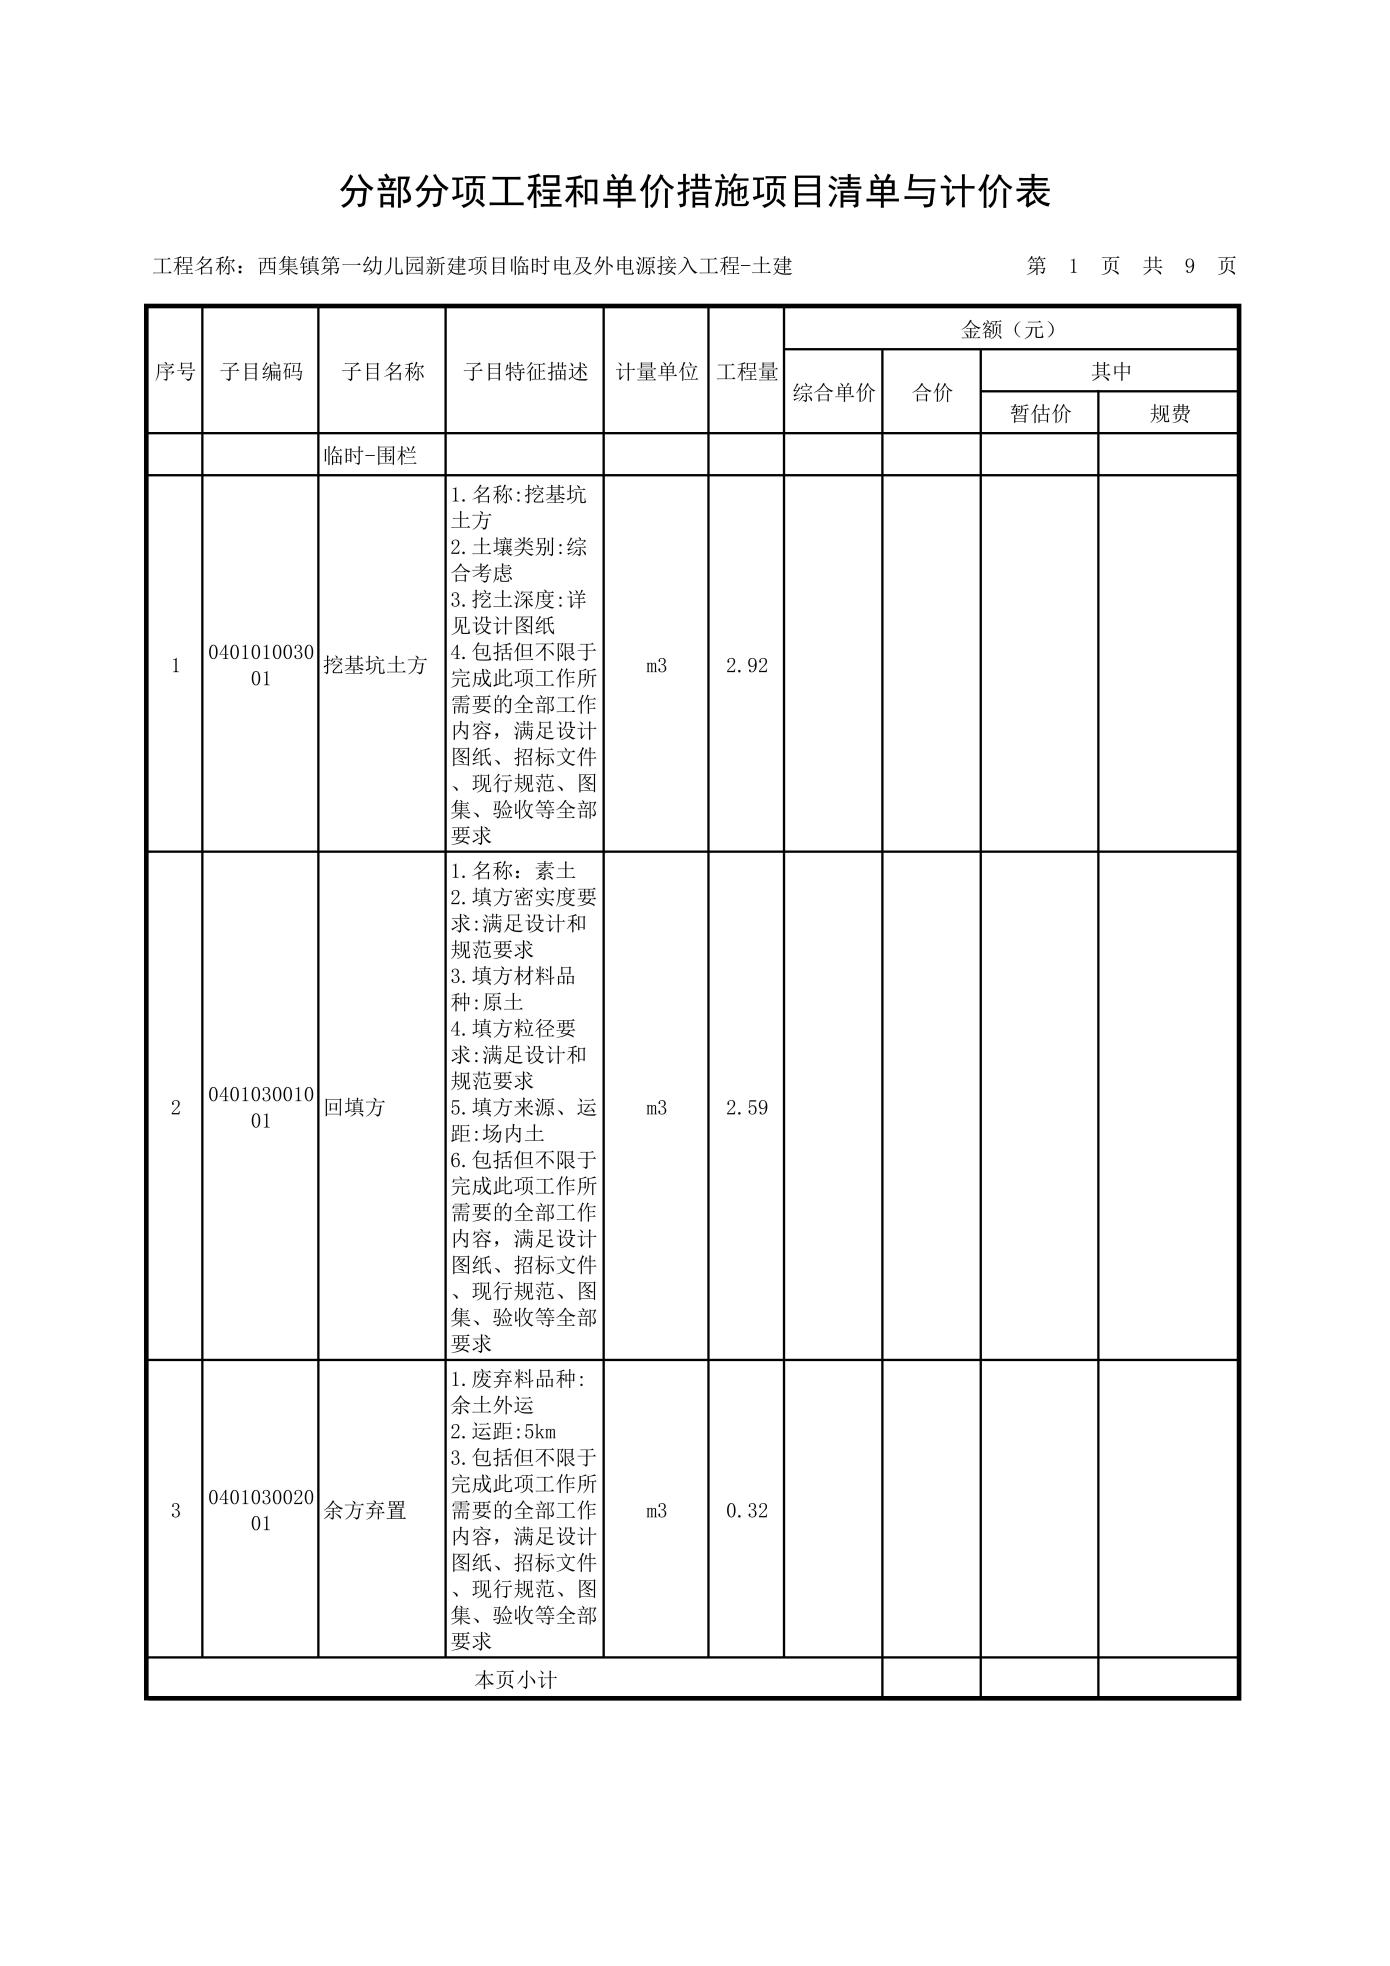 分部分项工程和单价措施项目清单与计价表
工程名称：西集镇第一幼儿园新建项目临时电及外电源接入工程-土建 第 1 页 共 9 页
金额（元）
序号 子目编码 子目名称 子目特征描述 计量单位 工程量 其中
综合单价 合价
暂估价 规费
临时-围栏
1.名称:挖基坑
土方
2.土壤类别:综
合考虑
3.挖土深度:详
见设计图纸
4.包括但不限于
完成此项工作所
需要的全部工作
内容，满足设计
图纸、招标文件
、现行规范、图
集、验收等全部
要求
1 0401010030
01
挖基坑土方 m3 2.92
1.名称：素土
2.填方密实度要
求:满足设计和
规范要求
3.填方材料品
种:原土
4.填方粒径要
求:满足设计和
规范要求
5.填方来源、运
距:场内土
6.包括但不限于
完成此项工作所
需要的全部工作
内容，满足设计
图纸、招标文件
、现行规范、图
集、验收等全部
要求
2 0401030010
01
回填方 m3 2.59
1.废弃料品种:
余土外运
2.运距:5km
3.包括但不限于
完成此项工作所
需要的全部工作
内容，满足设计
图纸、招标文件
、现行规范、图
集、验收等全部
要求
3 0401030020
01
余方弃置 m3 0.32
本页小计